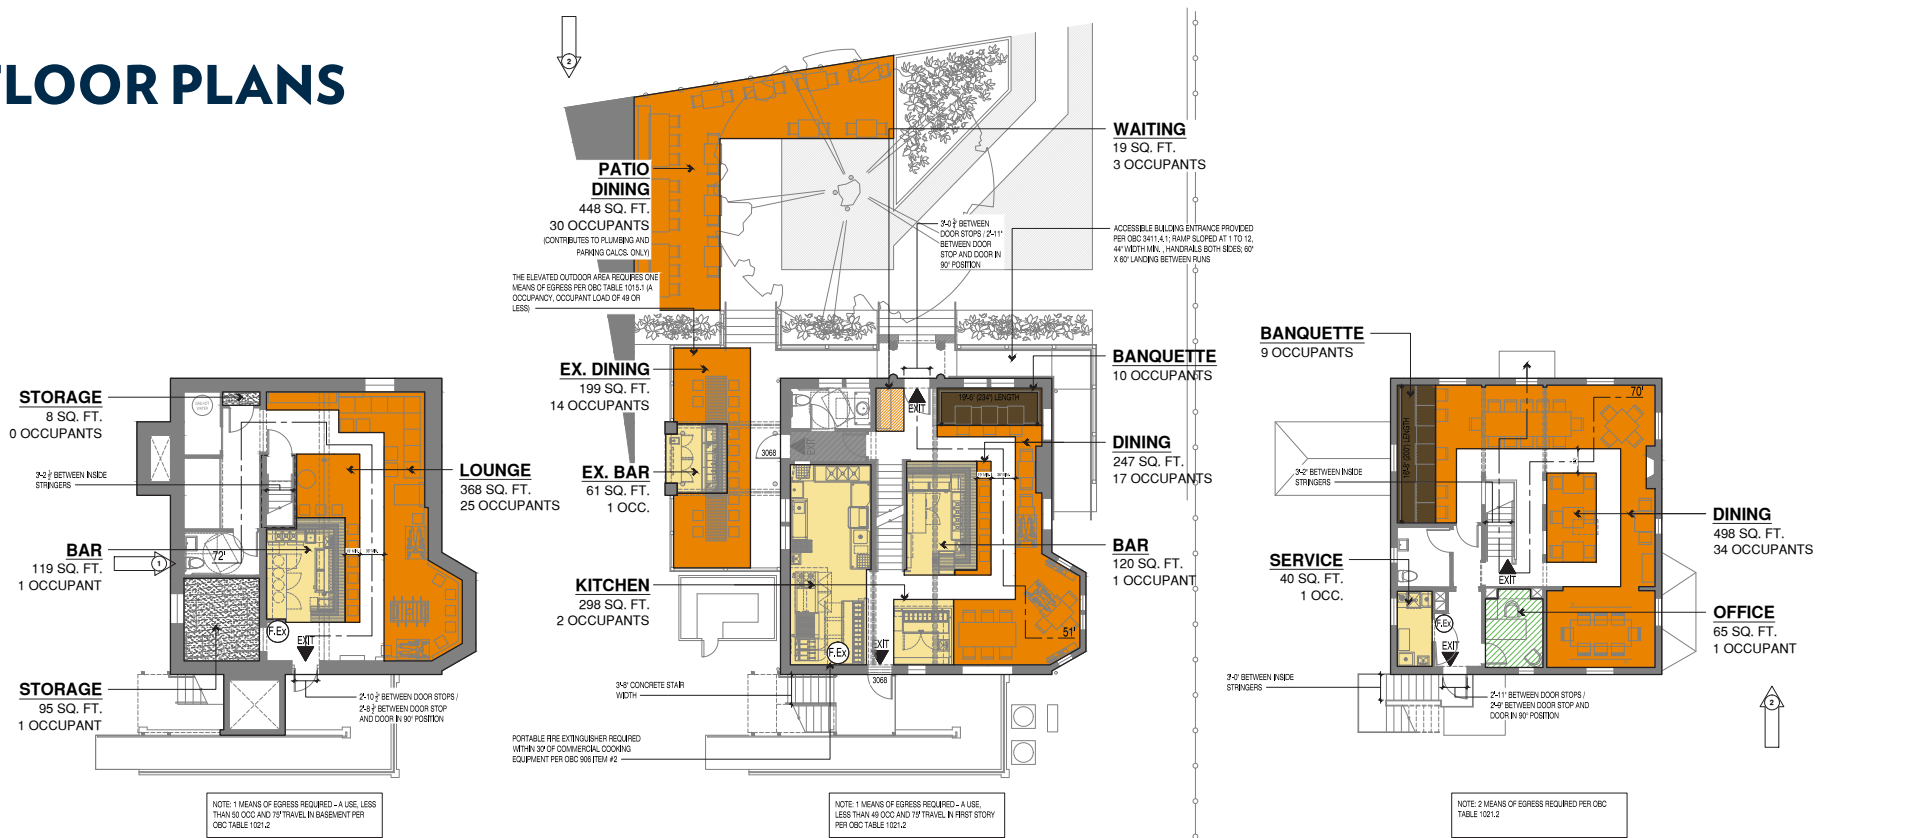 FLOOR PLANS
STORAGE
8 SQ. FT.
0 OCCUPANTS
3'-2 ½" BETWEEN INSIDE
STRINGERS
LOUNGE
368 SQ. FT.
25 OCCUPANTS
BAR
119 SQ. FT.
1 OCCUPANT
1
72'
F.Ex
EXIT
STORAGE
95 SQ. FT.
1 OCCUPANT
BETWEEN DOOR STOPS /
BETWEEN DOOR STOP
AND DOOR IN 90° POSITION
NOTE: 1 MEANS OF EGRESS REQUIRED – A USE, LESS
THAN 50 OCC AND 75' TRAVEL IN BASEMENT PER
OBC TABLE 1021.2
2
PATIO
DINING
448 SQ. FT.
30 OCCUPANTS
(CONTRIBUTES TO PLUMBING AND
PARKING CALCS. ONLY)
THE ELEVATED OUTDOOR AREA REQUIRES ONE
MEANS OF EGRESS PER OBC TABLE 1015.1 (A
OCCUPANCY, OCCUPANT LOAD OF 49 OR
LESS)
WAITING
19 SQ. FT.
3 OCCUPANTS
BETWEEN
DOOR STOPS / 2'-11"
BETWEEN DOOR
STOP AND DOOR IN
90° POSITION
ACCESSIBLE BUILDING ENTRANCE PROVIDED
PER OBC 3411.4.1; RAMP SLOPED AT 1 TO 12,
44" WIDTH MIN., HANDRAILS BOTH SIDES; 60"
X 60" LANDING BETWEEN RUNS
EX. DINING
199 SQ. FT.
14 OCCUPANTS
EX. BAR
61 SQ. FT.
1 OCC.
BANQUETTE
10 OCCUPANTS
19'-6" (234") LENGTH
EXIT
EXIT
3068
DINING
247 SQ. FT.
17 OCCUPANTS
BAR
120 SQ. FT.
1 OCCUPANT
KITCHEN
298 SQ. FT.
2 OCCUPANTS
51'
F.Ex
EXIT
3068
3'-8" CONCRETE STAIR
WIDTH
PORTABLE FIRE EXTINGUISHER REQUIRED
WITHIN 30' OF COMMERCIAL COOKING
EQUIPMENT PER OBC 906 ITEM #2
NOTE: 1 MEANS OF EGRESS REQUIRED – A USE,
LESS THAN 49 OCC AND 75' TRAVEL IN FIRST STORY
PER OBC TABLE 1021.2
BANQUETTE
9 OCCUPANTS
70'
16'-8" (200") LENGTH
3'-2" BETWEEN INSIDE
STRINGERS
DINING
498 SQ. FT.
34 OCCUPANTS
SERVICE
40 SQ. FT.
1 OCC.
EXIT
F.Ex
EXIT
OFFICE
65 SQ. FT.
1 OCCUPANT
3'-0" BETWEEN INSIDE
STRINGERS
2'-11" BETWEEN DOOR STOPS /
2'-9" BETWEEN DOOR STOP AND
DOOR IN 90° POSITION
2
NOTE: 2 MEANS OF EGRESS REQUIRED PER OBC
TABLE 1021.2